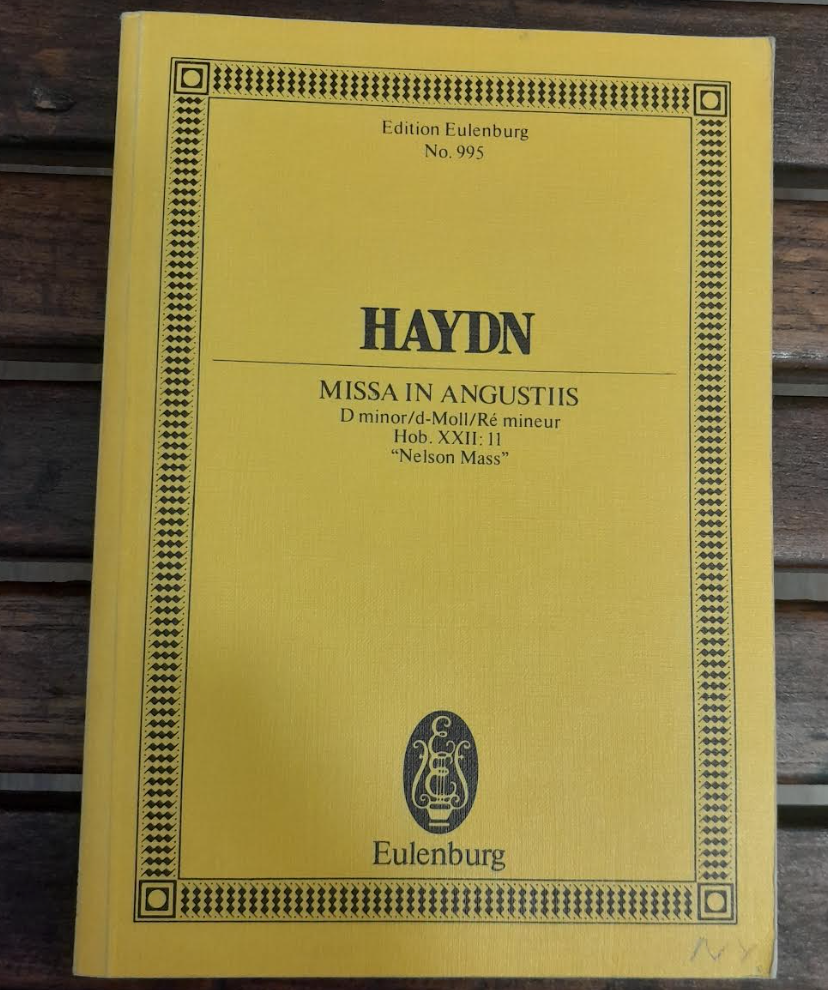 Edition Eulenburg
No. 995
HAYDN
MISSA IN ANGUSTIIS
D minor/d-Moll/Ré mineur
Hob. XXII: 11
“Nelson Mass”
Eulenburg